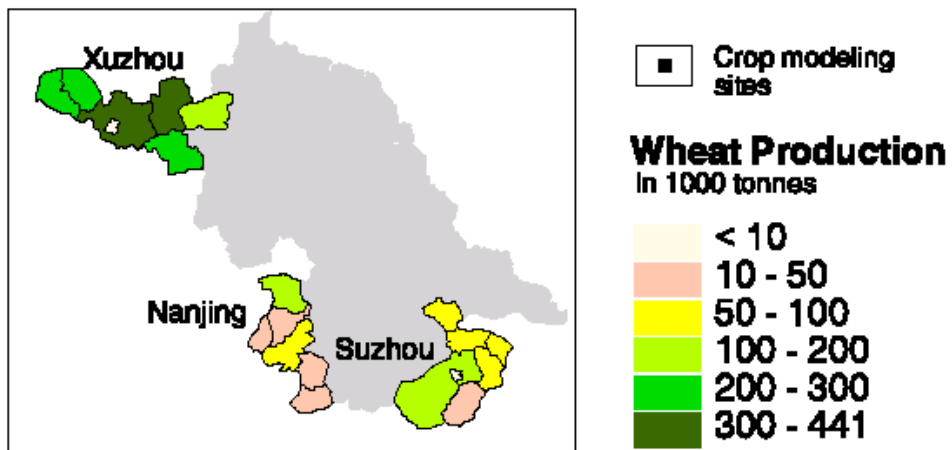 Xuzhou
Nanjing
Suzhou
Crop modeling
sites
Wheat Production
In 1000 tonnes
< 10
10 - 50
50 - 100
100 - 200
200 - 300
300 - 441